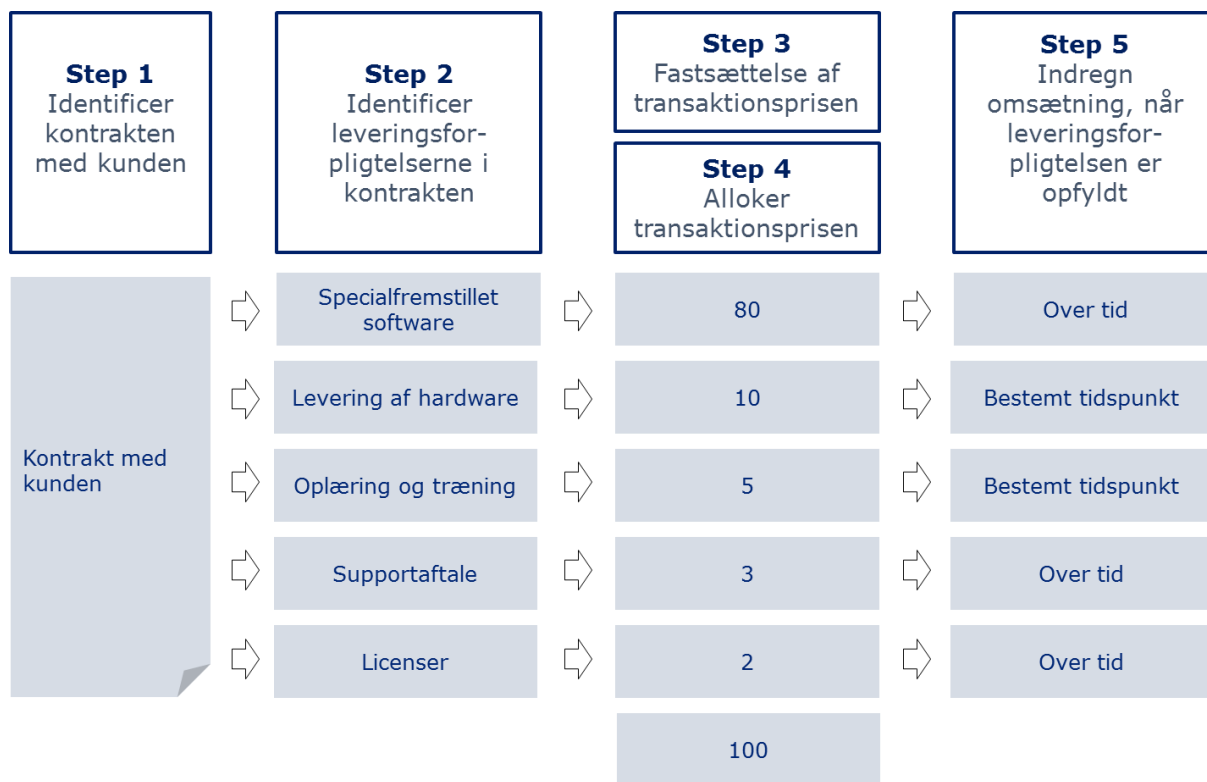 Step 1
Identificer
kontrakten
med kunden
Step 2
Identificer
leveringsfor-
pligtelserne i
kontrakten
Step 3
Fastsættelse af
transaktionsprisen
Step 4
Alloker
transaktionsprisen
Step 5
Indregn
omsætning, når
leveringsfor-
pligtelsen er
opfyldt
Kontrakt med
kunden
Specialfremstillet
software
80
Over tid
Levering af hardware
10
Bestemt tidspunkt
Oplæring og træning
5
Bestemt tidspunkt
Supportaftale
3
Over tid
Licenser
2
Over tid
100